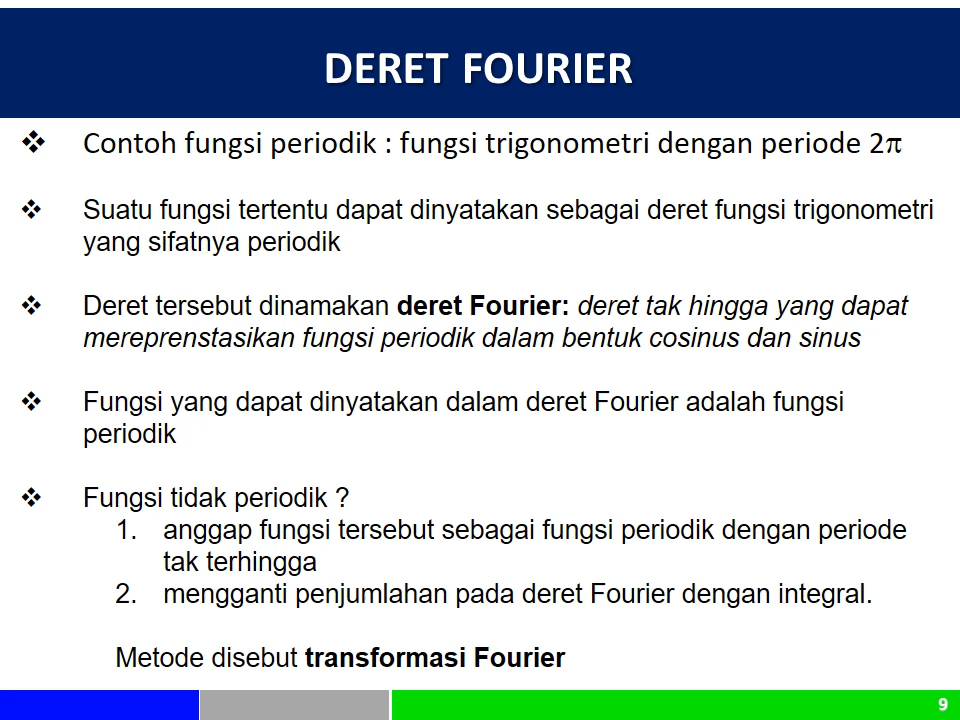 DERET FOURIER
❖ Contoh fungsi periodik : fungsi trigonometri dengan periode 2π
❖ Suatu fungsi tertentu dapat dinyatakan sebagai deret fungsi trigonometri
yang sifatnya periodik
❖ Deret tersebut dinamakan deret Fourier: deret tak hingga yang dapat
mereprenstasikan fungsi periodik dalam bentuk cosinus dan sinus
❖ Fungsi yang dapat dinyatakan dalam deret Fourier adalah fungsi
periodik
❖ Fungsi tidak periodik ?
1. anggap fungsi tersebut sebagai fungsi periodik dengan periode
tak terhingga
2. mengganti penjumlahan pada deret Fourier dengan integral.
Metode disebut transformasi Fourier
9